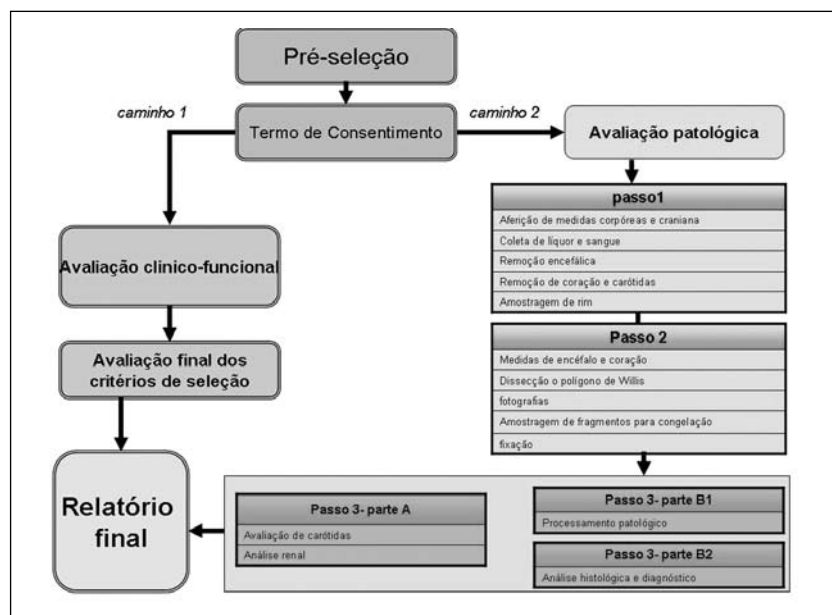 Pré-seleção
caminho 1
Termo de Consentimento
caminho 2
Avaliação patológica
passo1
Aferição de medidas corpóreas e craniana
Coleta de líquor e sangue
Remoção encefálica
Remoção de coração e carótidas
Amostragem de rim
Avaliação clinico-funcional
Passo 2
Medidas de encéfalo e coração
Dissecção o polígono de Willis
fotografias
Amostragem de fragmentos para congelação
fixação
Avaliação final dos
critérios de seleção
Relatório
final
Passo 3- parte A
Avaliação de carótidas
Análise renal
Passo 3- parte B1
Processamento patológico
Passo 3- parte B2
Análise histológica e diagnóstico